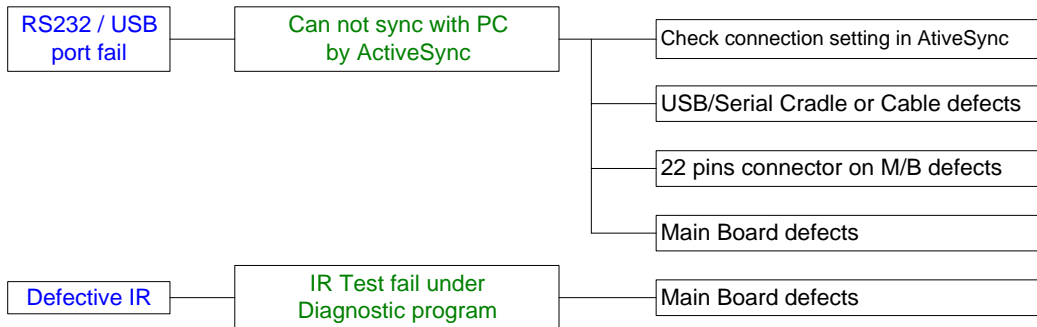 RS232 / USB
port fail
Can not sync with PC
by ActiveSync
Check connection setting in AtiveSync
USB/Serial Cradle or Cable defects
22 pins connector on M/B defects
Main Board defects
Defective IR
IR Test fail under
Diagnostic program
Main Board defects